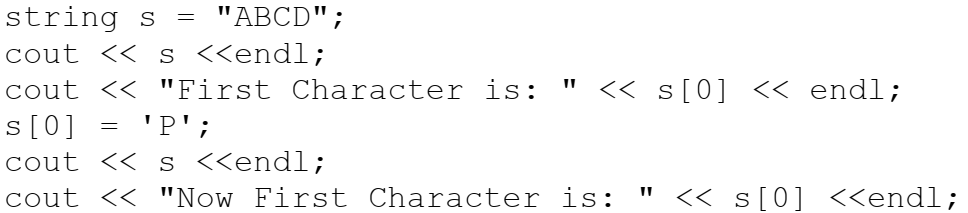 string s = "ABCD";
cout << s <<endl;
cout << "First Character is: " << s[0] << endl;
s[0] = 'P';
cout << s <<endl;
cout << "Now First Character is: " << s[0] <<endl;